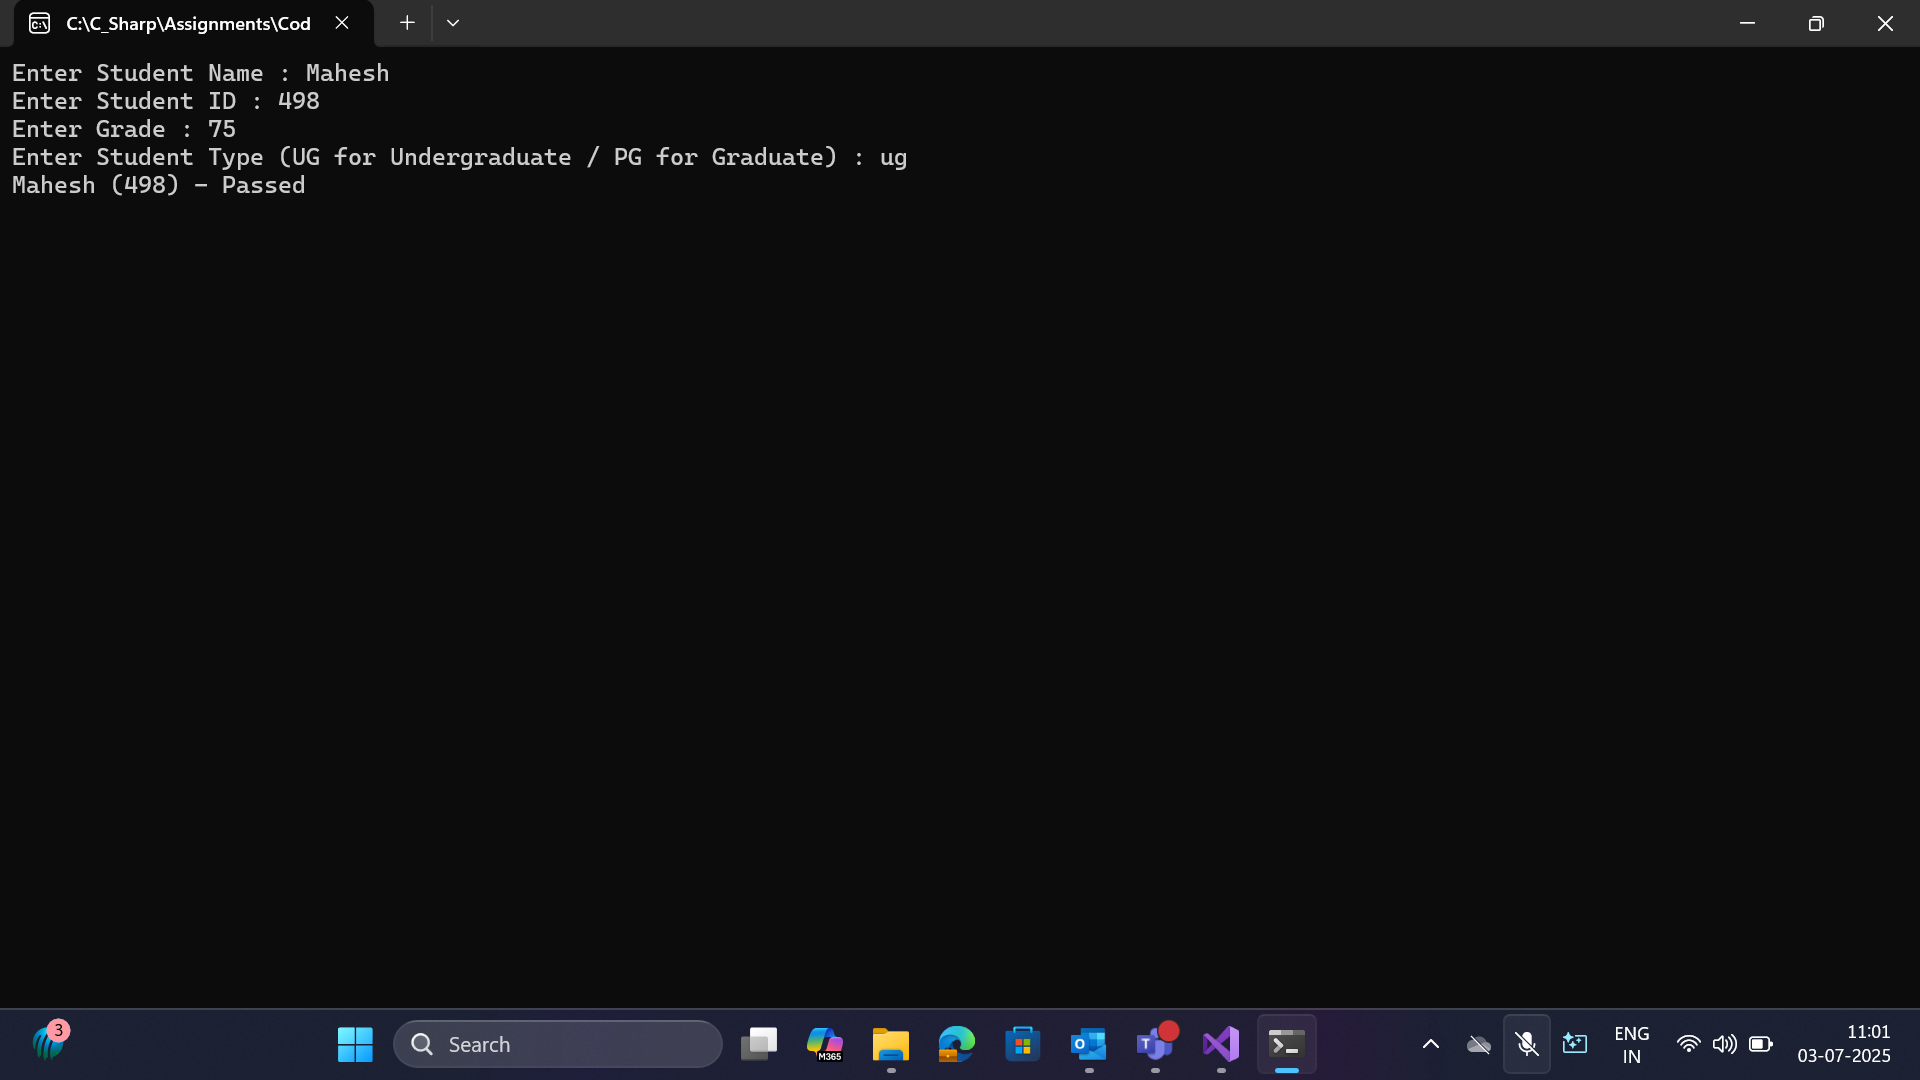 C:\C_Sharp\Assignments\Cod
Enter Student Name : Mahesh
Enter Student ID : 498
Enter Grade : 75
Enter Student Type (UG for Undergraduate / PG for Graduate) : ug
Mahesh (498) - Passed
3
Search
M365
ENG
IN
11:01
03-07-2025